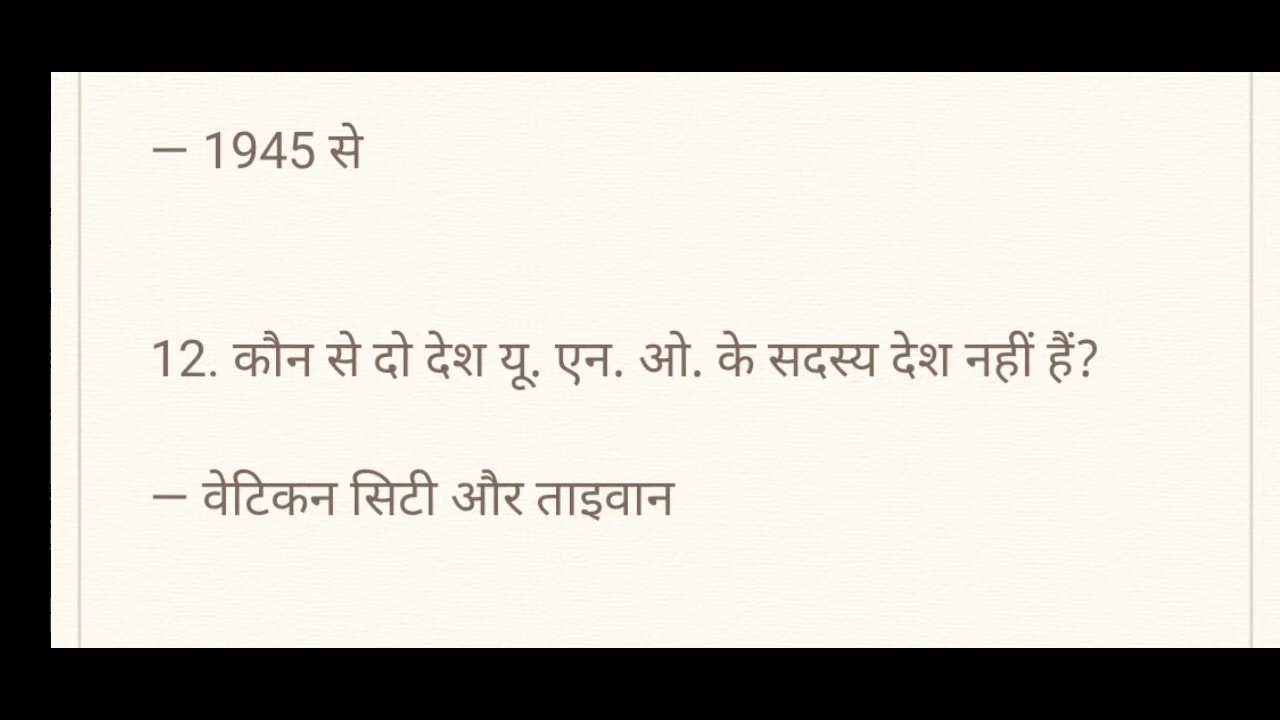 — 1945 से
12. कौन से दो देश यू. एन. ओ. के सदस्य देश नहीं हैं?
— वेटिकन सिटी और ताइवान